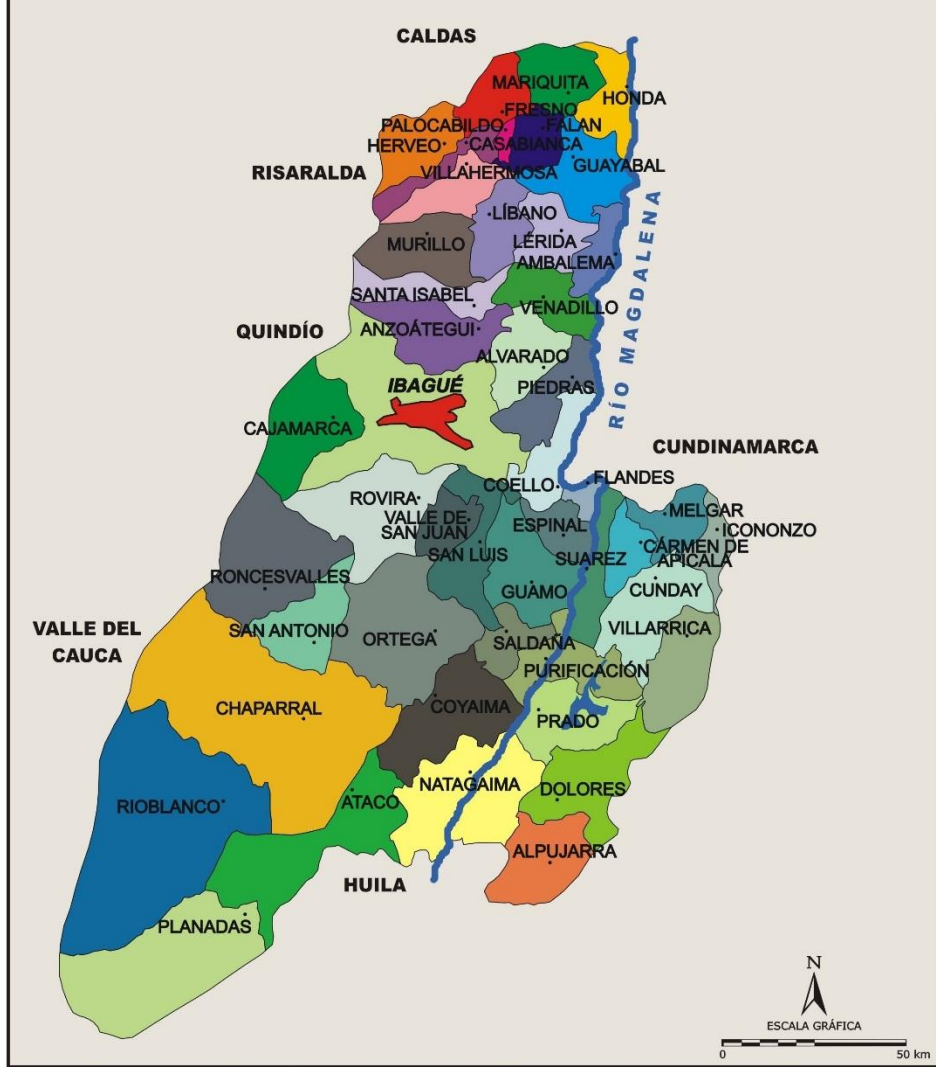 CALDAS
MARIQUITA
HONDA
FRESNO
PALOCABILDO
FALAN
HERVEO
CASABIANCA
GUAYABAL
RISARALDA
VILLAHERMOSA
LÍBANO
MURILLO
LÉRIDA
AMBALEMA
RÍO MAGDALENA
SANTA ISABEL
VENADILLO
QUINDÍO
ANZOÁTEGUI
ALVARADO
IBAGUÉ
PIEDRAS
CAJAMARCA
CUNDINAMARCA
COELLO
FLANDES
ROVIRA
MELGAR
VALLE DE
SAN JUAN
ESPINAL
ICONONZO
SAN LUIS
CÁRMEN DE
APICALÁ
SUAREZ
RONCESVALLES
GUAMO
CUNDAY
VALLE DEL
CAUCA
SAN ANTONIO
ORTEGA
SALDAÑA
VILLARRICA
PURIFICACIÓN
CHAPARRAL
COYAIMA
PRADO
RIOBLANCO
ATACO
NATAGAIMA
DOLORES
ALPUJARRA
HUILA
PLANADAS
N
ESCALA GRÁFICA
0 50 km